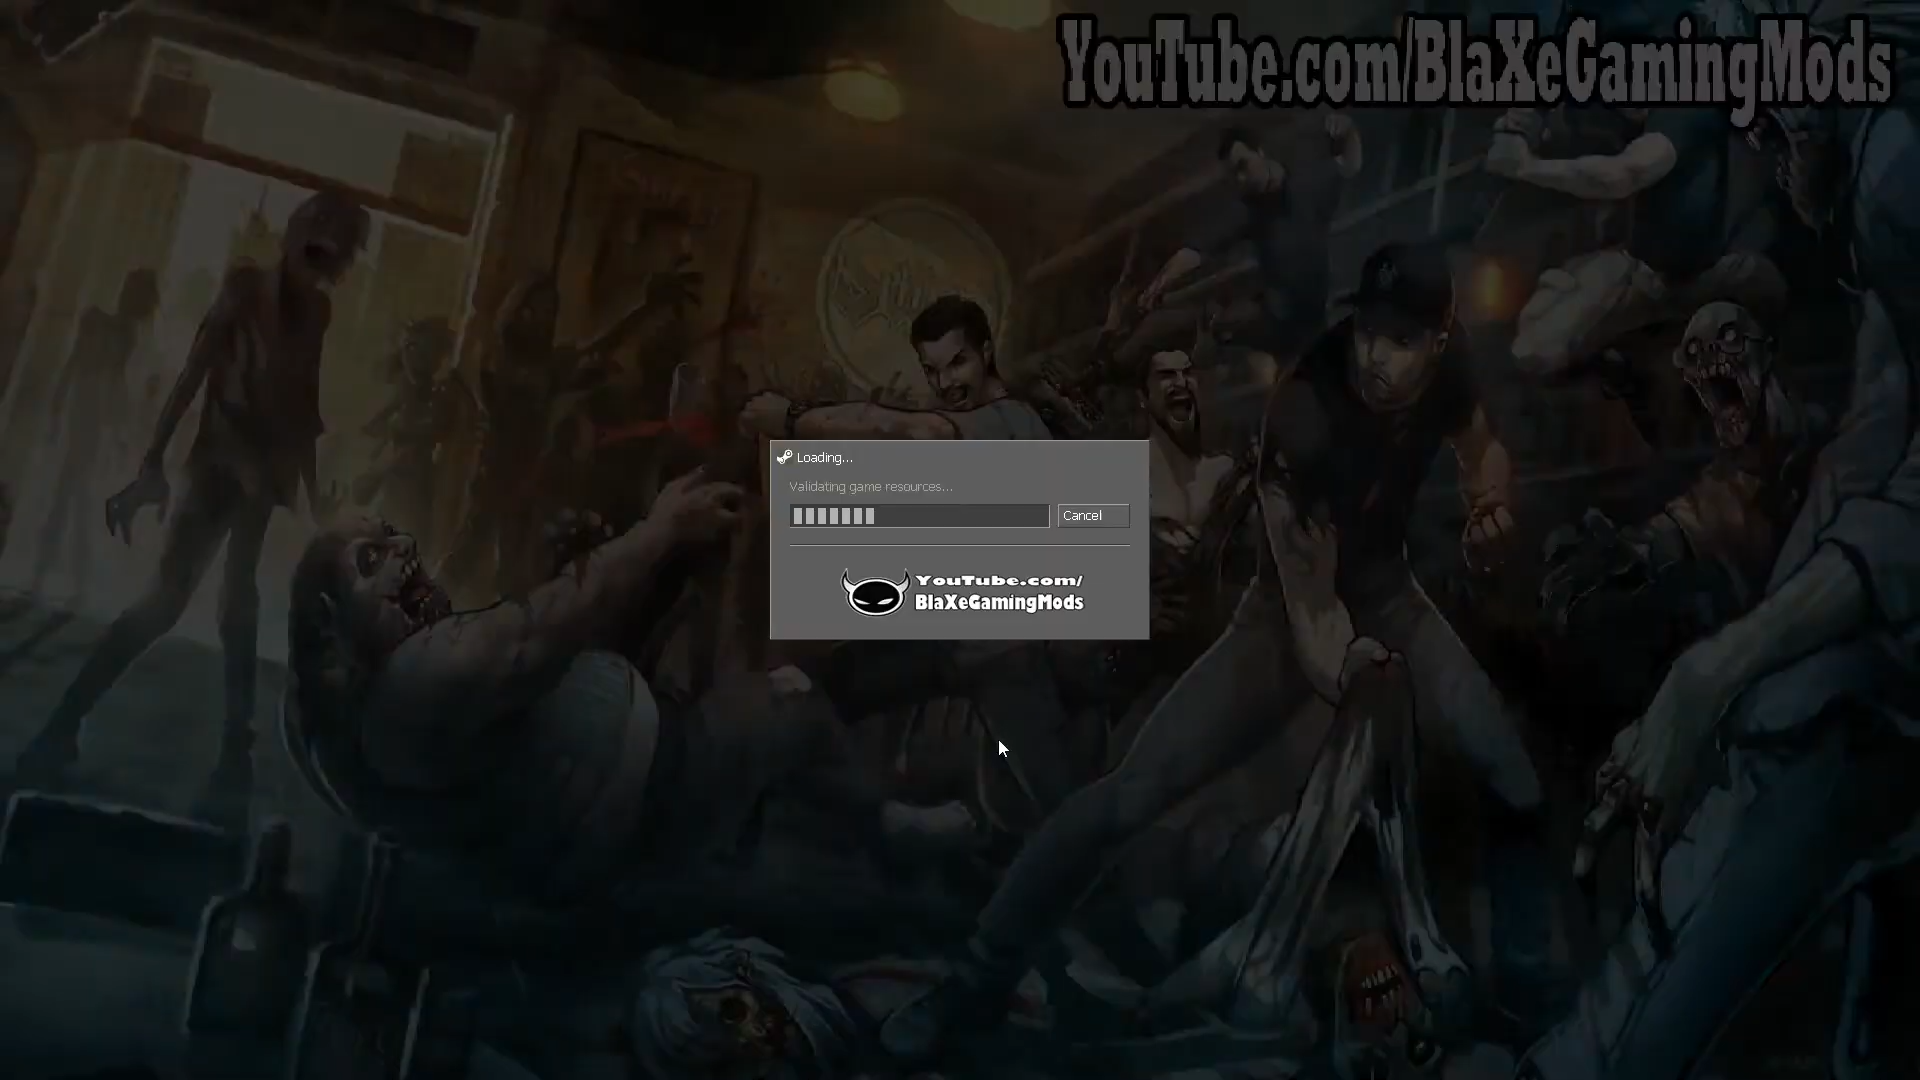 YouTube.com/BlaXeGamingMods
Loading...
Validating game resources...
Cancel
YouTube.com/
BlaXeGamingMods